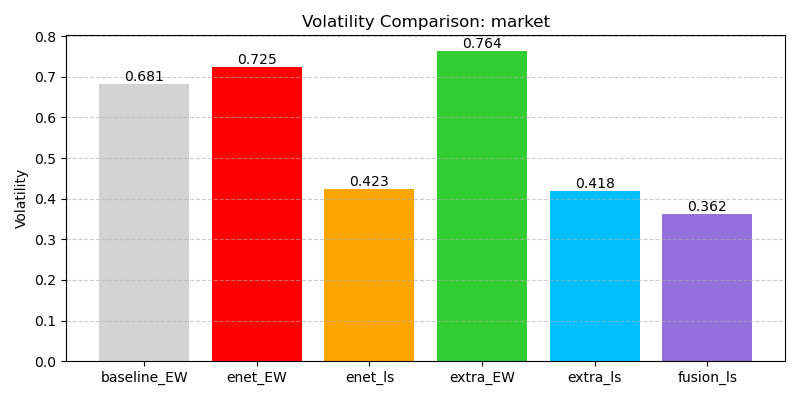 Volatility Comparison: market
0.8
0.7
0.6
0.5
0.4
0.3
0.2
0.1
0.0
Volatility
0.681
0.725
0.423
0.764
0.418
0.362
baseline_EW
enet_EW
enet_ls
extra_EW
extra_ls
fusion_ls